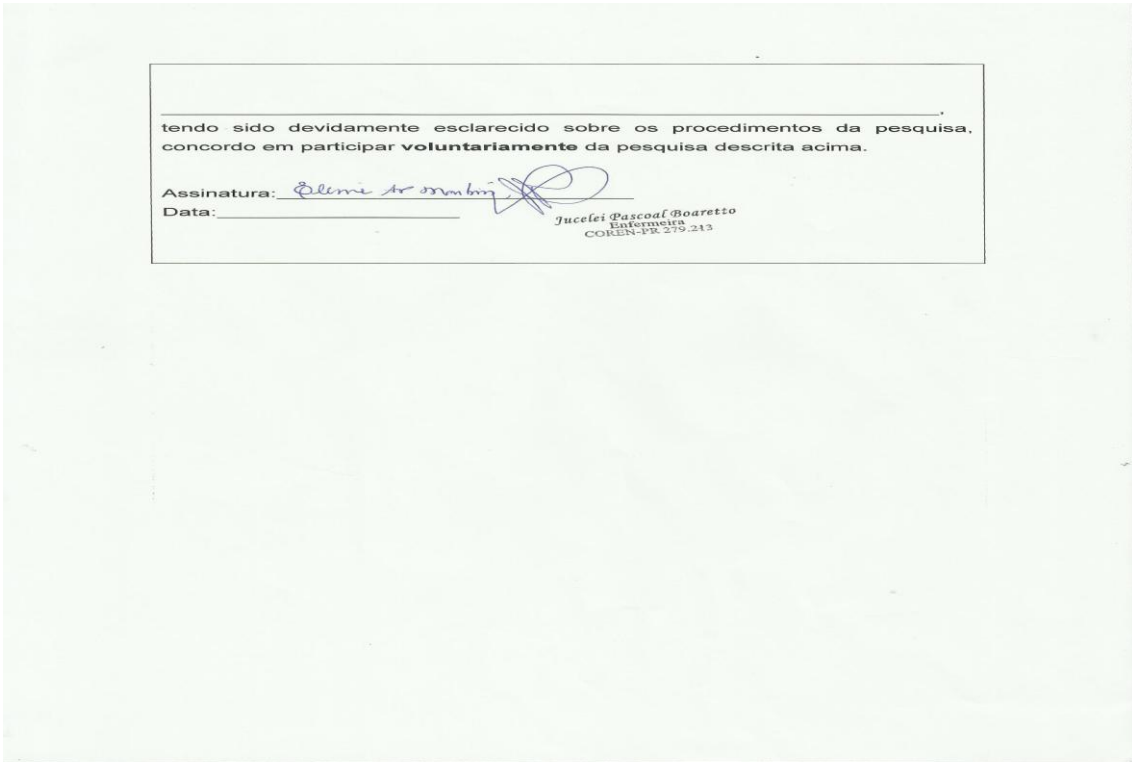 tendo sido devidamente esclarecido sobre os procedimentos da pesquisa,
concordo em participar voluntariamente da pesquisa descrita acima.
Assinatura:
Data:
Jucelei Pascoal Boaretto
Enfermeira
COREN-PR 279.213